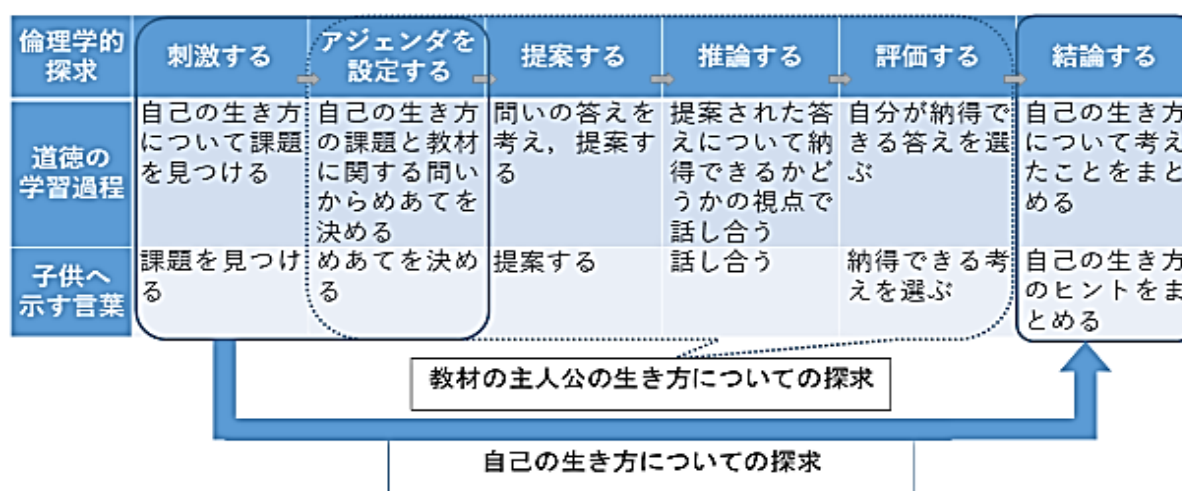 倫理学的
探求
刺激する
アジェンダを
設定する
提案する
推論する
評価する
結論する
道徳の
学習過程
自己の生き方
について課題
を見つける
自己の生き方
の課題と教材
に関する問い
からめあてを
決める
問いの答えを
考え，提案す
る
提案された答
えについて納
得できるかど
うかの視点で
話し合う
自分が納得で
きる答えを選
ぶ
自己の生き方
について考え
たことをまと
める
子供へ
示す言葉
課題を見つけ
る
めあてを決め
る
提案する
話し合う
納得できる考
えを選ぶ
自己の生き方
のヒントをま
とめる
教材の主人公の生き方についての探求
自己の生き方についての探求